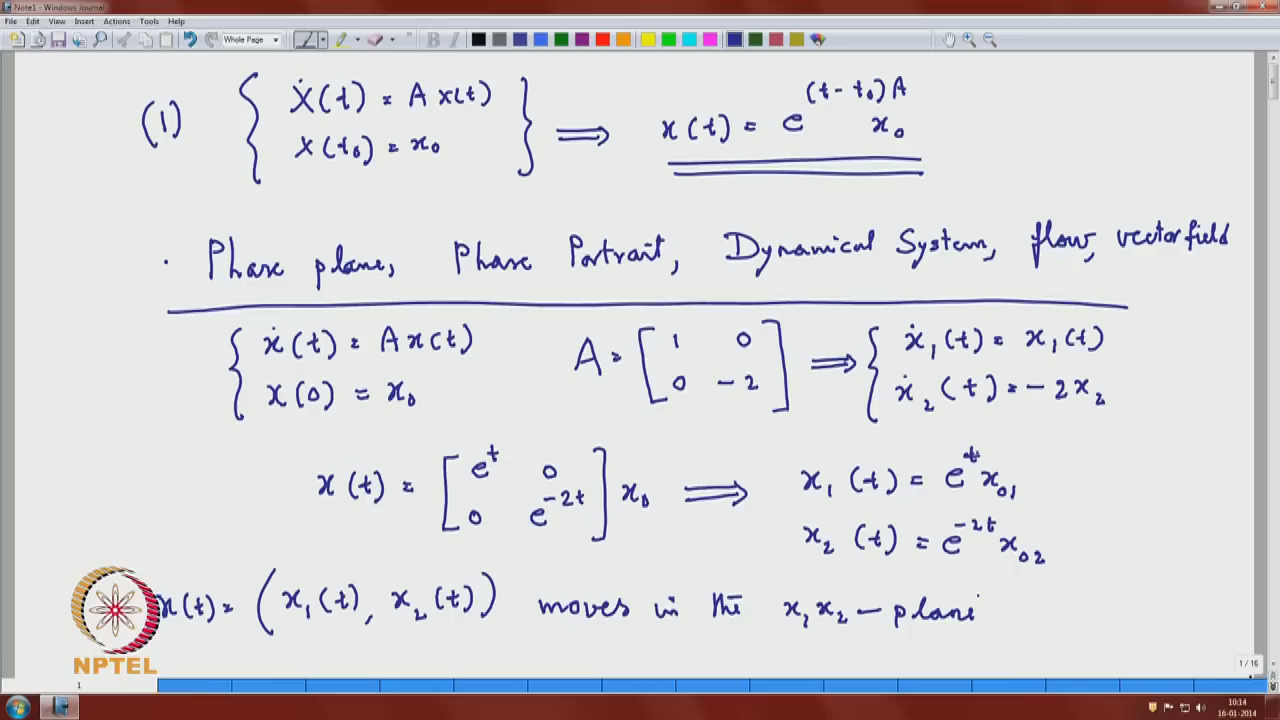 Note1 - Windows Journal
File Edit View Insert Actions Tools Help
Whole Page
B I
(1) { Ẋ(t) = A x(t) } ⟹ x(t) = e^{(t-t₀)A} x₀
X(t₀) = x₀
. Phase plane, Phase Portrait, Dynamical System, flow, vectorfield
{ ẋ(t) = A x(t) A = [ 1 0 ⟹ { ẋ₁(t) = x₁(t)
x(0) = x₀ 0 -2 ] ẋ₂(t) = -2x₂
x(t) = [ e^t 0 ] x₀ ⟹ x₁(t) = e^t x₀₁
0 e^{-2t} x₂(t) = e^{-2t} x₀₂
x(t) = (x₁(t), x₂(t)) moves in the x₁x₂ - plane
NPTEL
1 / 16
1
10:14
16-01-2014